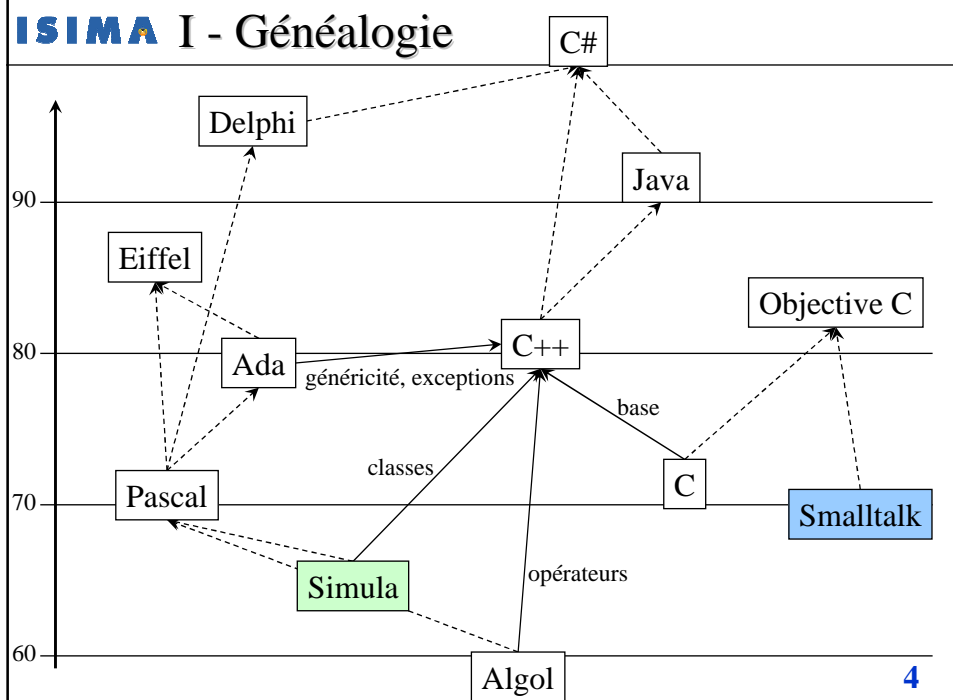 ISIMA I - Généalogie
C#
Delphi
Java
90
Eiffel
Objective C
C++
80
Ada
généricité, exceptions
base
classes
C
Pascal
70
Smalltalk
Simula
opérateurs
60
Algol
4